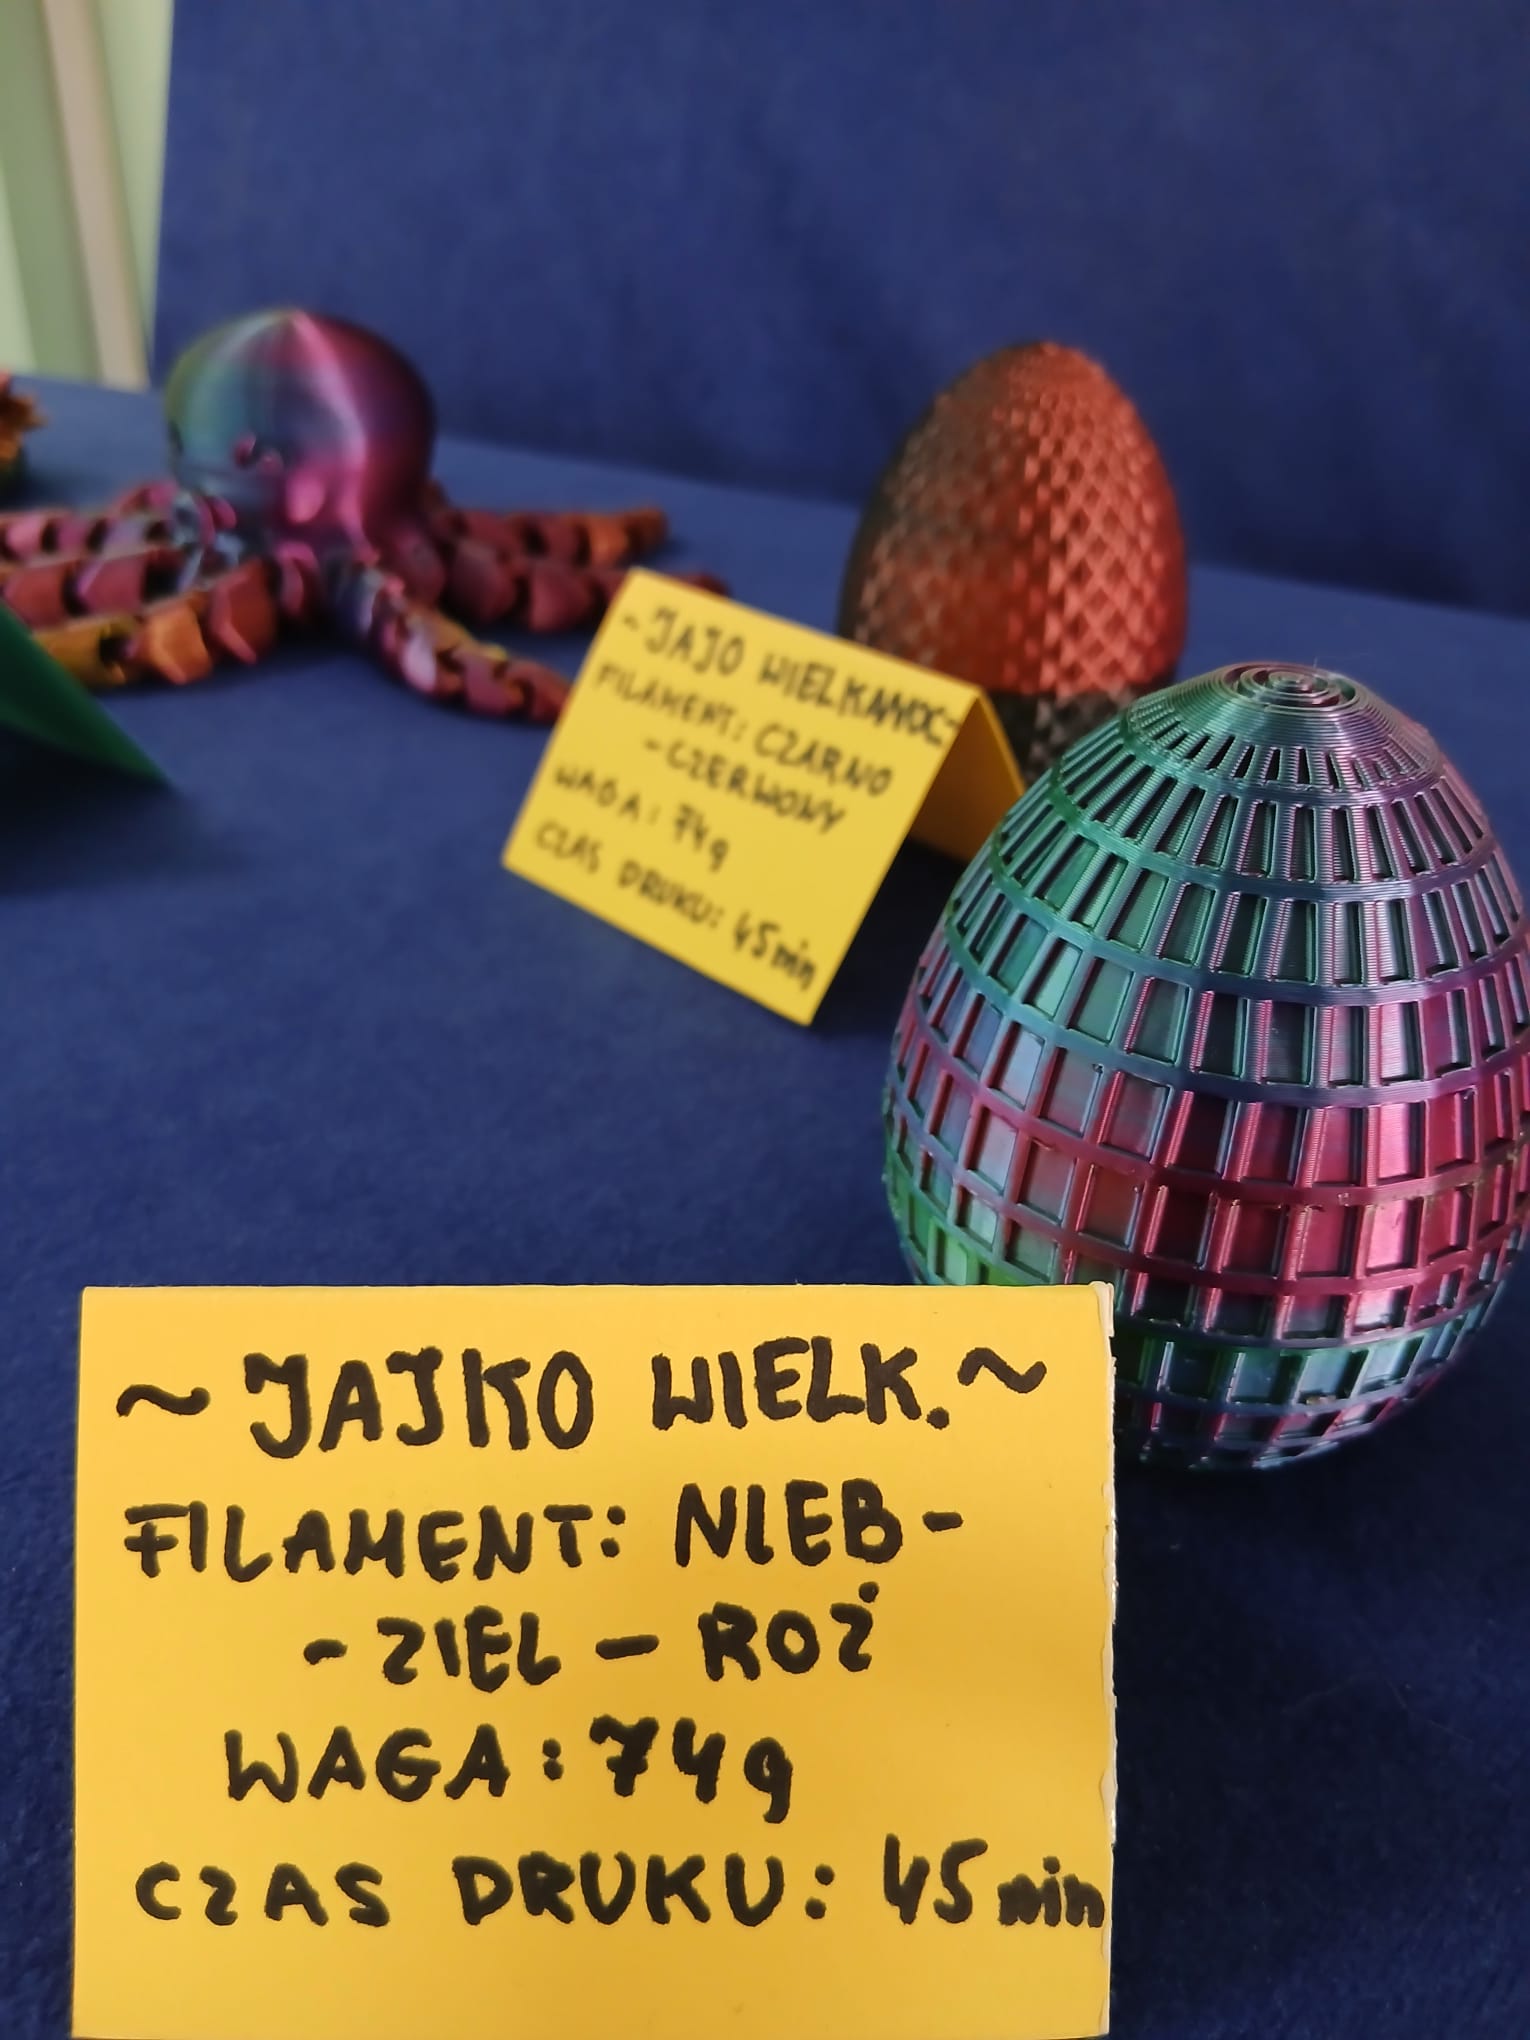 -JAJO WIELKANOC-
FILAMENT: CZARNO
-CZERWONY
WAGA: 74g
CZAS DRUKU: 45min
~JAJKO WIELK.~
FILAMENT: NIEB-
-ZIEL-ROŻ
WAGA: 74g
CZAS DRUKU: 45min